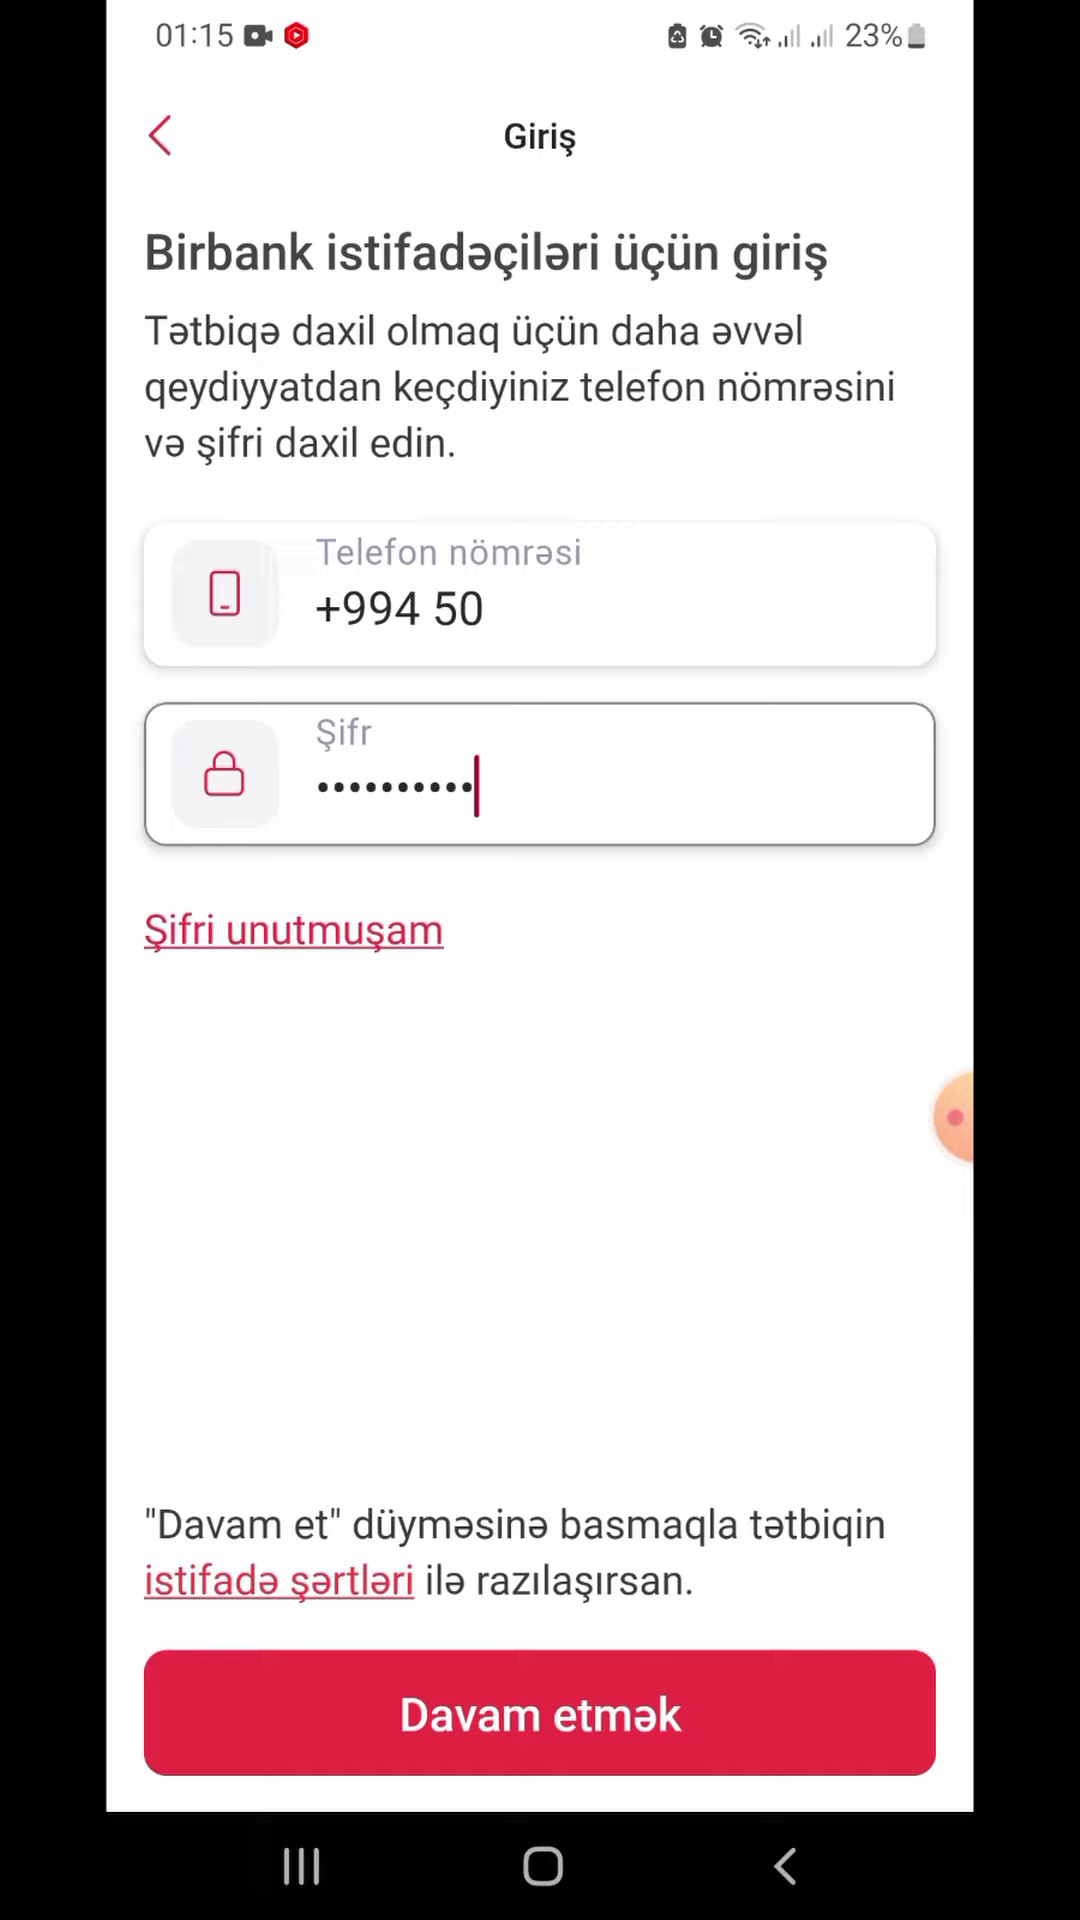 01:15
23%
Giriş
Birbank istifadəçiləri üçün giriş
Tətbiqə daxil olmaq üçün daha əvvəl
qeydiyyatdan keçdiyiniz telefon nömrəsini
və şifri daxil edin.
Telefon nömrəsi
+994 50
Şifr
••••••••••
Şifri unutmuşam
"Davam et" düyməsinə basmaqla tətbiqin
istifadə şərtləri ilə razılaşırsan.
Davam etmək